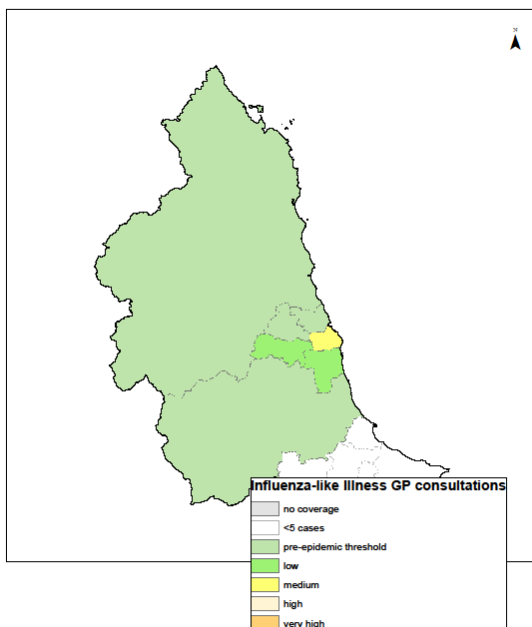 N
Influenza-like Illness GP consultations
no coverage
<5 cases
pre-epidemic threshold
low
medium
high
very high